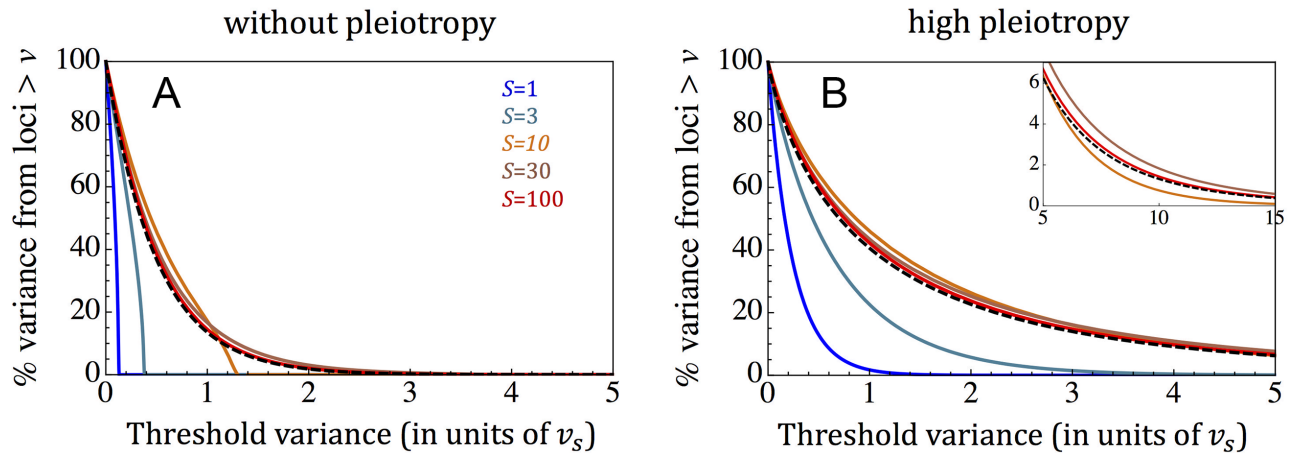 without pleiotropy
A
% variance from loci > v
100
80
60
40
20
0
S=1
S=3
S=10
S=30
S=100
0 1 2 3 4 5
Threshold variance (in units of vₛ)
high pleiotropy
B
% variance from loci > v
100
80
60
40
20
0
6
4
2
0
5 10 15
0 1 2 3 4 5
Threshold variance (in units of vₛ)